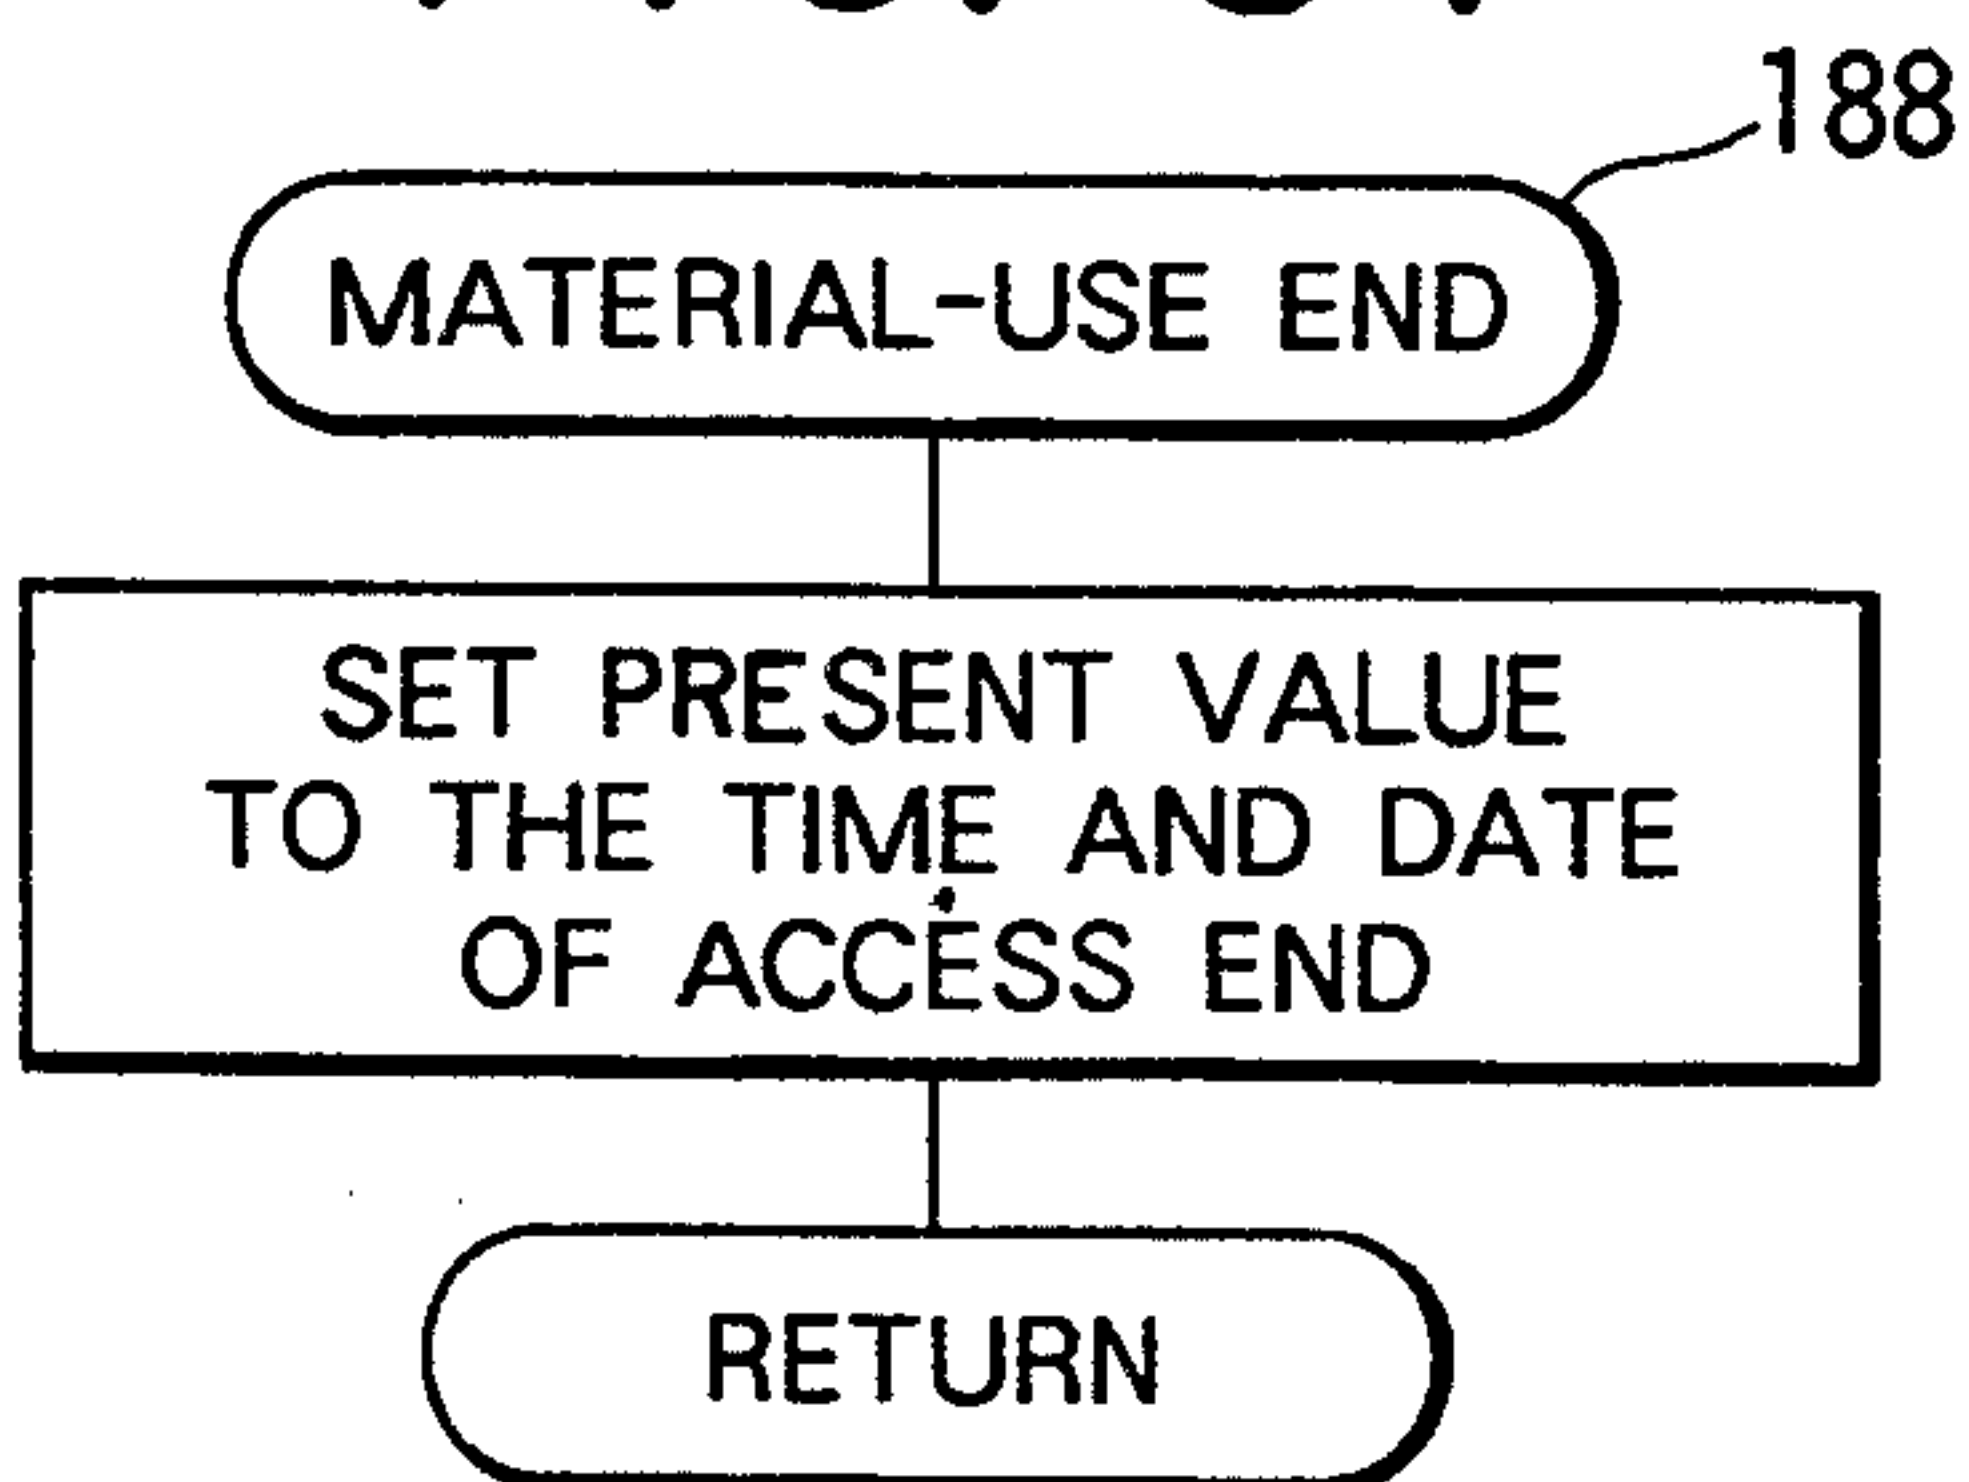 188
MATERIAL-USE END
SET PRESENT VALUE
TO THE TIME AND DATE
OF ACCESS END
RETURN